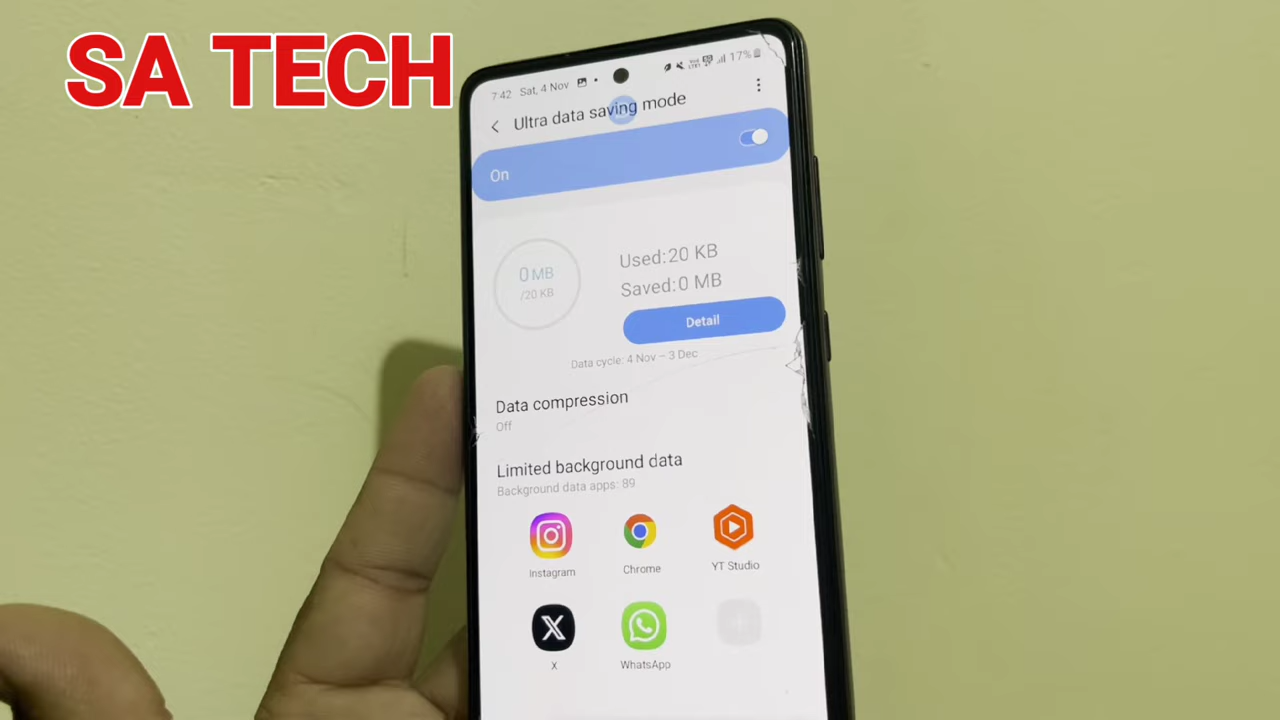 SA TECH
7:42 Sat, 4 Nov
17%
Ultra data saving mode
On
0 MB
/20 KB
Used:20 KB
Saved:0 MB
Detail
Data cycle: 4 Nov – 3 Dec
Data compression
Off
Limited background data
Background data apps: 89
Instagram
Chrome
YT Studio
X
WhatsApp